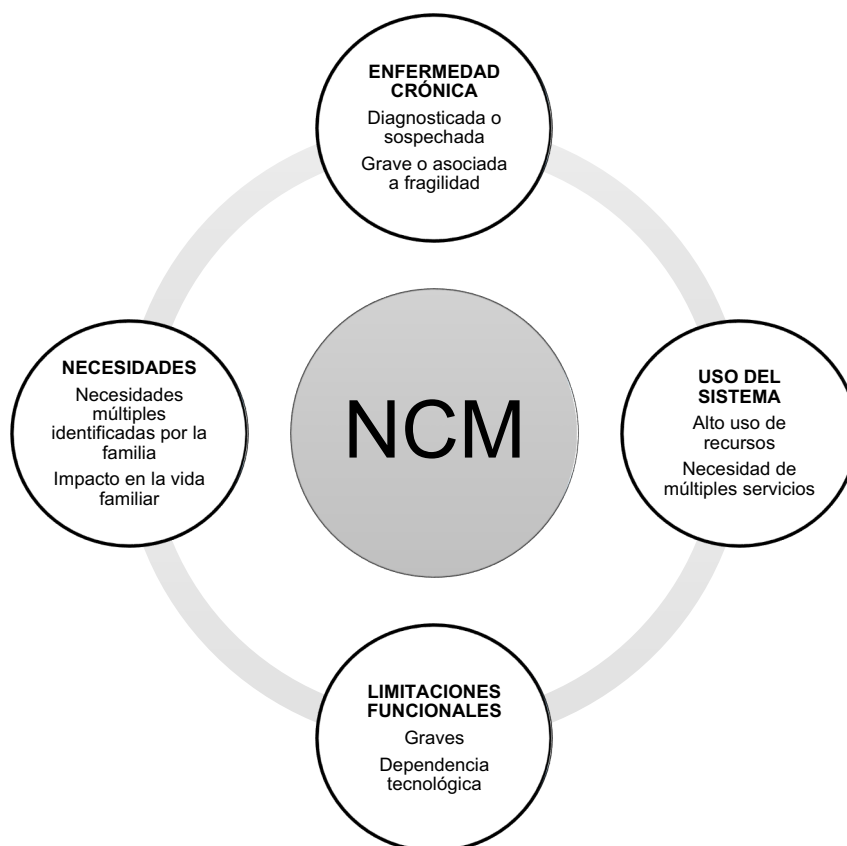 ENFERMEDAD
CRÓNICA
Diagnosticada o
sospechada
Grave o asociada
a fragilidad
NECESIDADES
Necesidades
múltiples
identificadas por la
familia
Impacto en la vida
familiar
NCM
USO DEL
SISTEMA
Alto uso de
recursos
Necesidad de
múltiples servicios
LIMITACIONES
FUNCIONALES
Graves
Dependencia
tecnológica